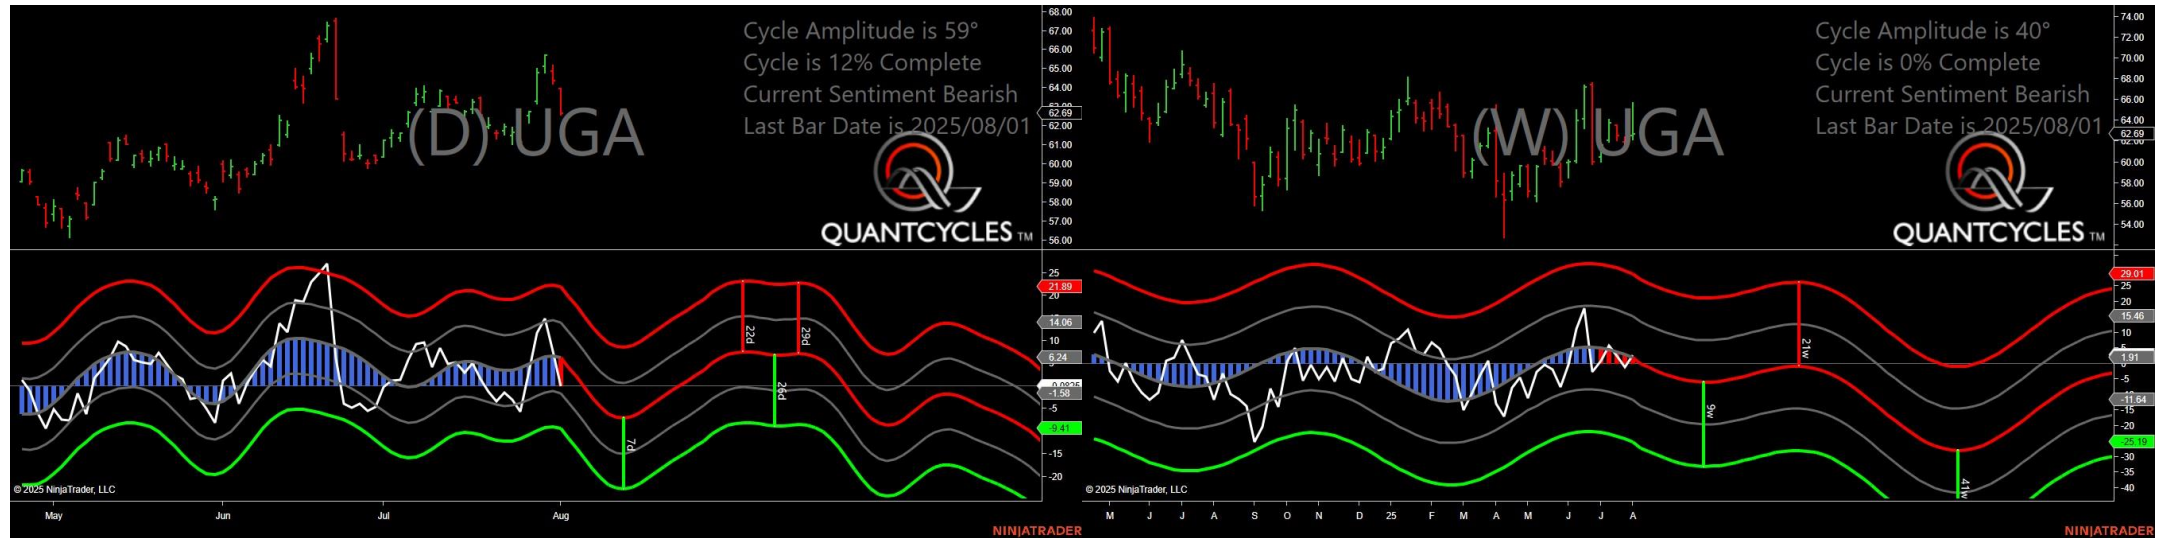 Cycle Amplitude is 59°
Cycle is 12% Complete
Current Sentiment Bearish
Last Bar Date is 2025/08/01
(D) UGA
QUANTCYCLES TM
68.00
67.00
66.00
65.00
64.00
62.69
62.00
61.00
60.00
59.00
58.00
57.00
56.00
25
21.89
20
14.06
10
6.24
-1.58
-5
-9.41
-15
-20
22d
29d
26d
7d
© 2025 NinjaTrader, LLC
May Jun Jul Aug
NINJATRADER
Cycle Amplitude is 40°
Cycle is 0% Complete
Current Sentiment Bearish
Last Bar Date is 2025/08/01
(W) UGA
QUANTCYCLES TM
74.00
72.00
70.00
68.00
66.00
64.00
62.69
60.00
58.00
56.00
54.00
29.01
25
20
15.46
10
5
1.91
-5
-11.64
-15
-20
-25.19
-30
-35
-40
21w
9w
41w
© 2025 NinjaTrader, LLC
M J J A S O N D 25 F M A M J J A
NINJATRADER